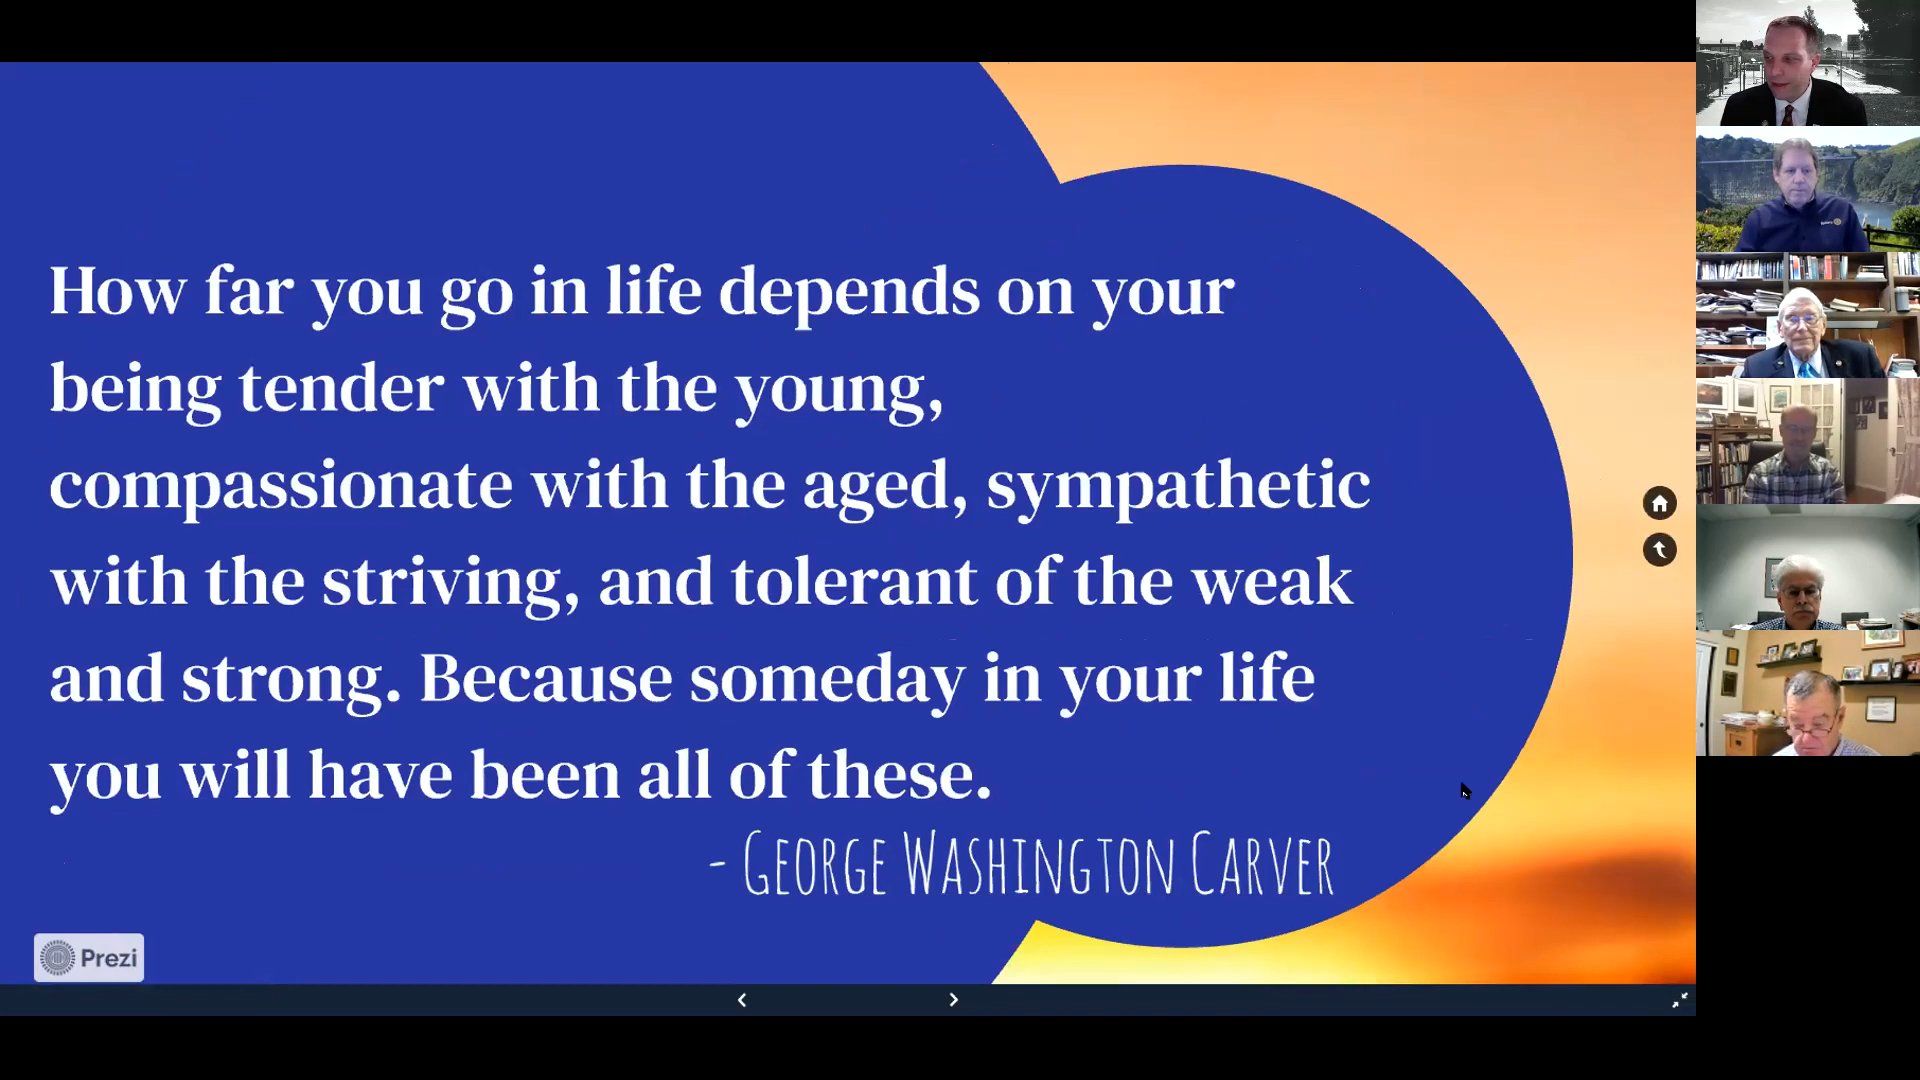 How far you go in life depends on your
being tender with the young,
compassionate with the aged, sympathetic
with the striving, and tolerant of the weak
and strong. Because someday in your life
you will have been all of these.
- GEORGE WASHINGTON CARVER
Prezi